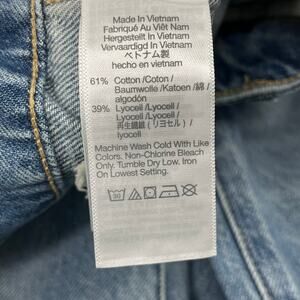 Made In Vietnam
Fabriqué Au Viêt Nam
Hergestellt In Vietnam
Vervaardigd In Vietnam
ベトナム製
hecho en vietnam
61% Cotton /Coton /
Baumwolle /Katoen /綿 /
algodón
39% Lyocell /Lyocell /
Lyocell /Lyocell /
再生繊維 ( リヨセル ) /
lyocell
Machine Wash Cold With Like
Colors. Non-Chlorine Bleach
Only. Tumble Dry Low. Iron On
Lowest Setting.
30